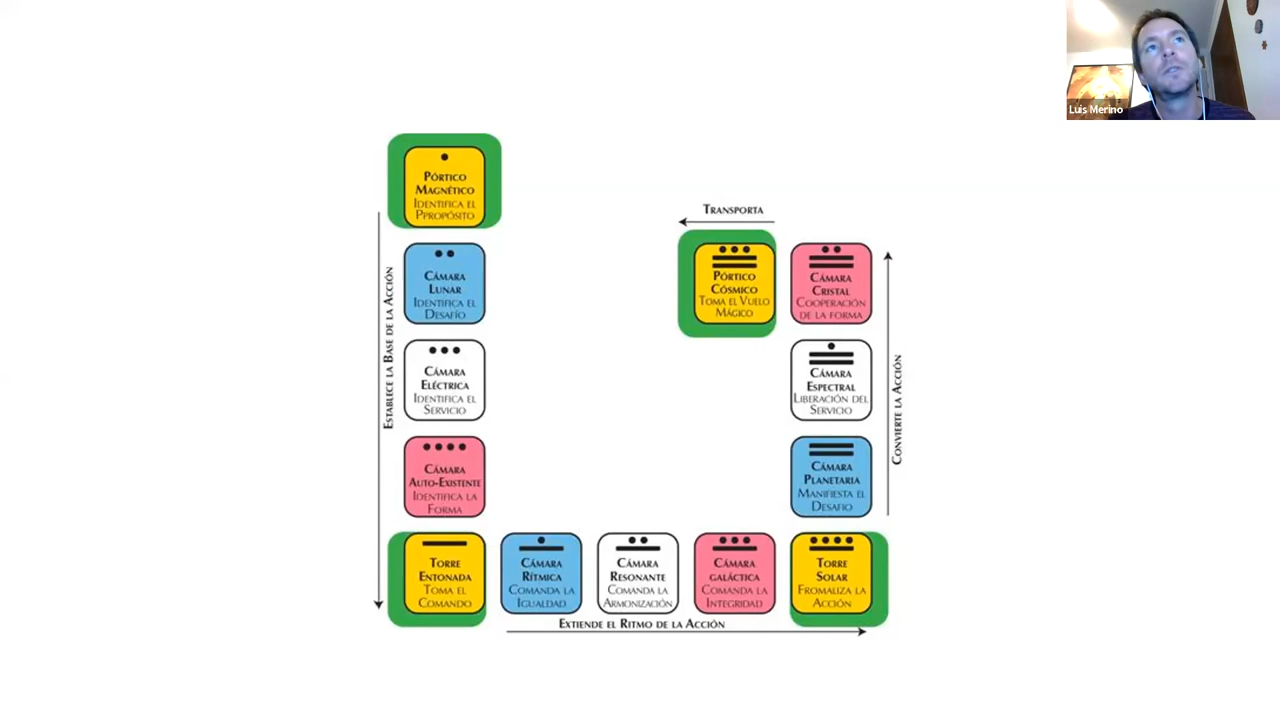 Luis Merino
Pórtico
Magnético
Identifica el
Ppropósito
Transporta
Cámara
Lunar
Identifica el
Desafío
Pórtico
Cósmico
Toma el Vuelo
Mágico
Cámara
Cristal
Cooperación
de la forma
Establece la Base de la Acción
Cámara
Eléctrica
Identifica el
Servicio
Cámara
Espectral
Liberación del
Servicio
Convierte la Acción
Cámara
Auto-Existente
Identifica la
Forma
Cámara
Planetaria
Manifiesta el
Desafio
Torre
Entonada
Toma el
Comando
Cámara
Rítmica
Comanda la
Igualdad
Cámara
Resonante
Comanda la
Armonización
Cámara
galáctica
Comanda la
Integridad
Torre
Solar
Fromaliza la
Acción
Extiende el Ritmo de la Acción